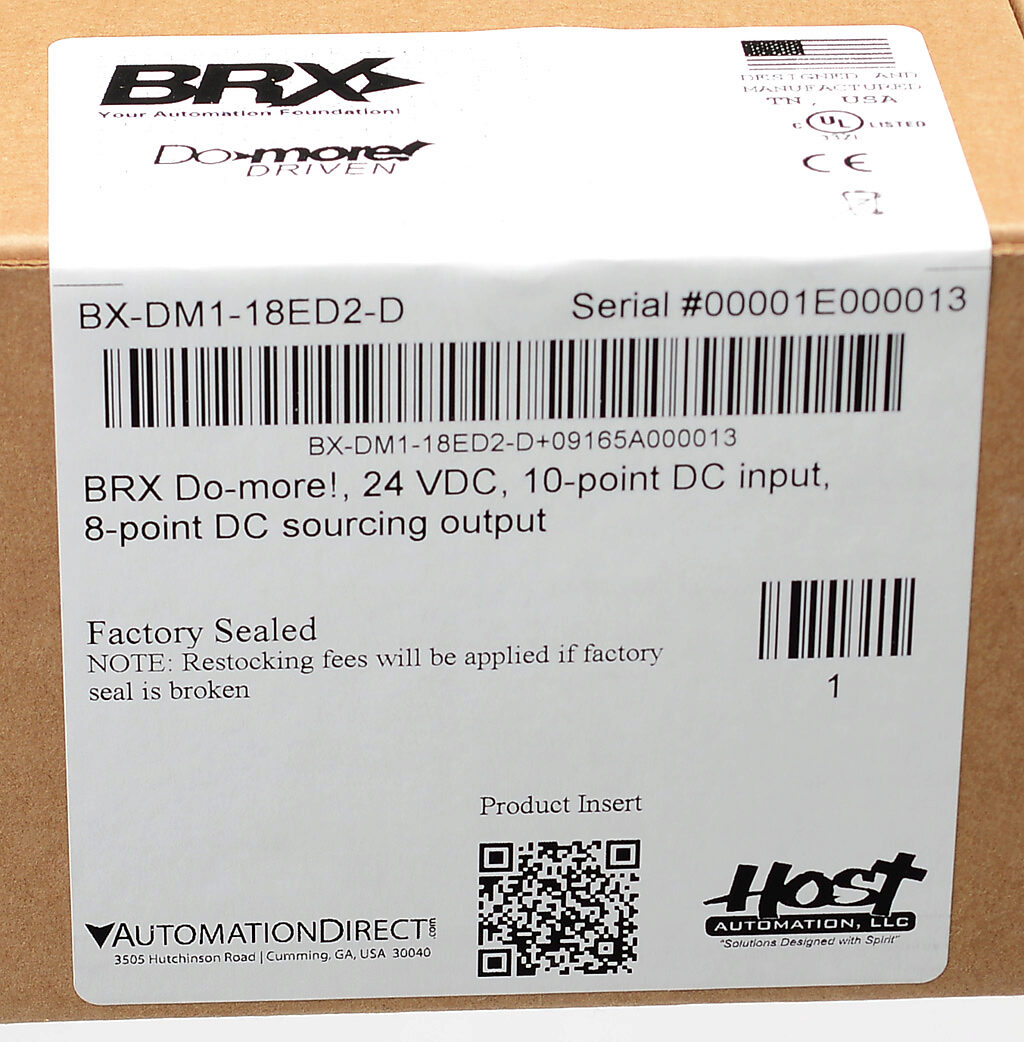 BRX
Your Automation Foundation!
Do-more!
DRIVEN
DESIGNED AND
MANUFACTURED
TN, USA
C UL LISTED
CE
BX-DM1-18ED2-D
Serial #00001E000013
BX-DM1-18ED2-D+09165A000013
BRX Do-more!, 24 VDC, 10-point DC input,
8-point DC sourcing output
Factory Sealed
NOTE: Restocking fees will be applied if factory
seal is broken
1
Product Insert
AUTOMATIONDIRECT.com
3505 Hutchinson Road | Cumming, GA, USA 30040
HOST
AUTOMATION, LLC
"Solutions Designed with Spirit"